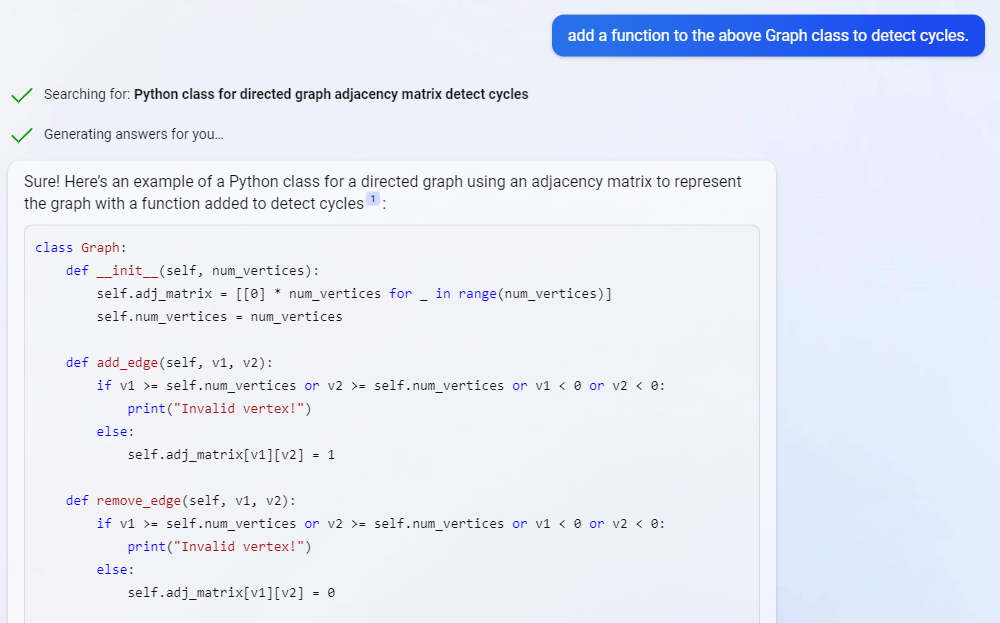 add a function to the above Graph class to detect cycles.
Searching for: Python class for directed graph adjacency matrix detect cycles
Generating answers for you…
Sure! Here’s an example of a Python class for a directed graph using an adjacency matrix to represent
the graph with a function added to detect cycles 1 :
class Graph:
    def __init__(self, num_vertices):
        self.adj_matrix = [[0] * num_vertices for _ in range(num_vertices)]
        self.num_vertices = num_vertices

    def add_edge(self, v1, v2):
        if v1 >= self.num_vertices or v2 >= self.num_vertices or v1 < 0 or v2 < 0:
            print("Invalid vertex!")
        else:
            self.adj_matrix[v1][v2] = 1

    def remove_edge(self, v1, v2):
        if v1 >= self.num_vertices or v2 >= self.num_vertices or v1 < 0 or v2 < 0:
            print("Invalid vertex!")
        else:
            self.adj_matrix[v1][v2] = 0